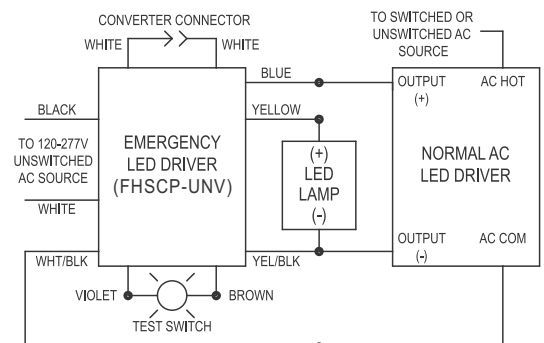 CONVERTER CONNECTOR
WHITE
WHITE
TO SWITCHED OR
UNSWITCHED AC
SOURCE
BLUE
OUTPUT
(+)
AC HOT
BLACK
YELLOW
TO 120-277V
UNSWITCHED
AC SOURCE
EMERGENCY
LED DRIVER
(FHSCP-UNV)
(+)
LED
LAMP
(-)
NORMAL AC
LED DRIVER
WHITE
OUTPUT
(-)
AC COM
WHT/BLK
YEL/BLK
VIOLET
BROWN
TEST SWITCH